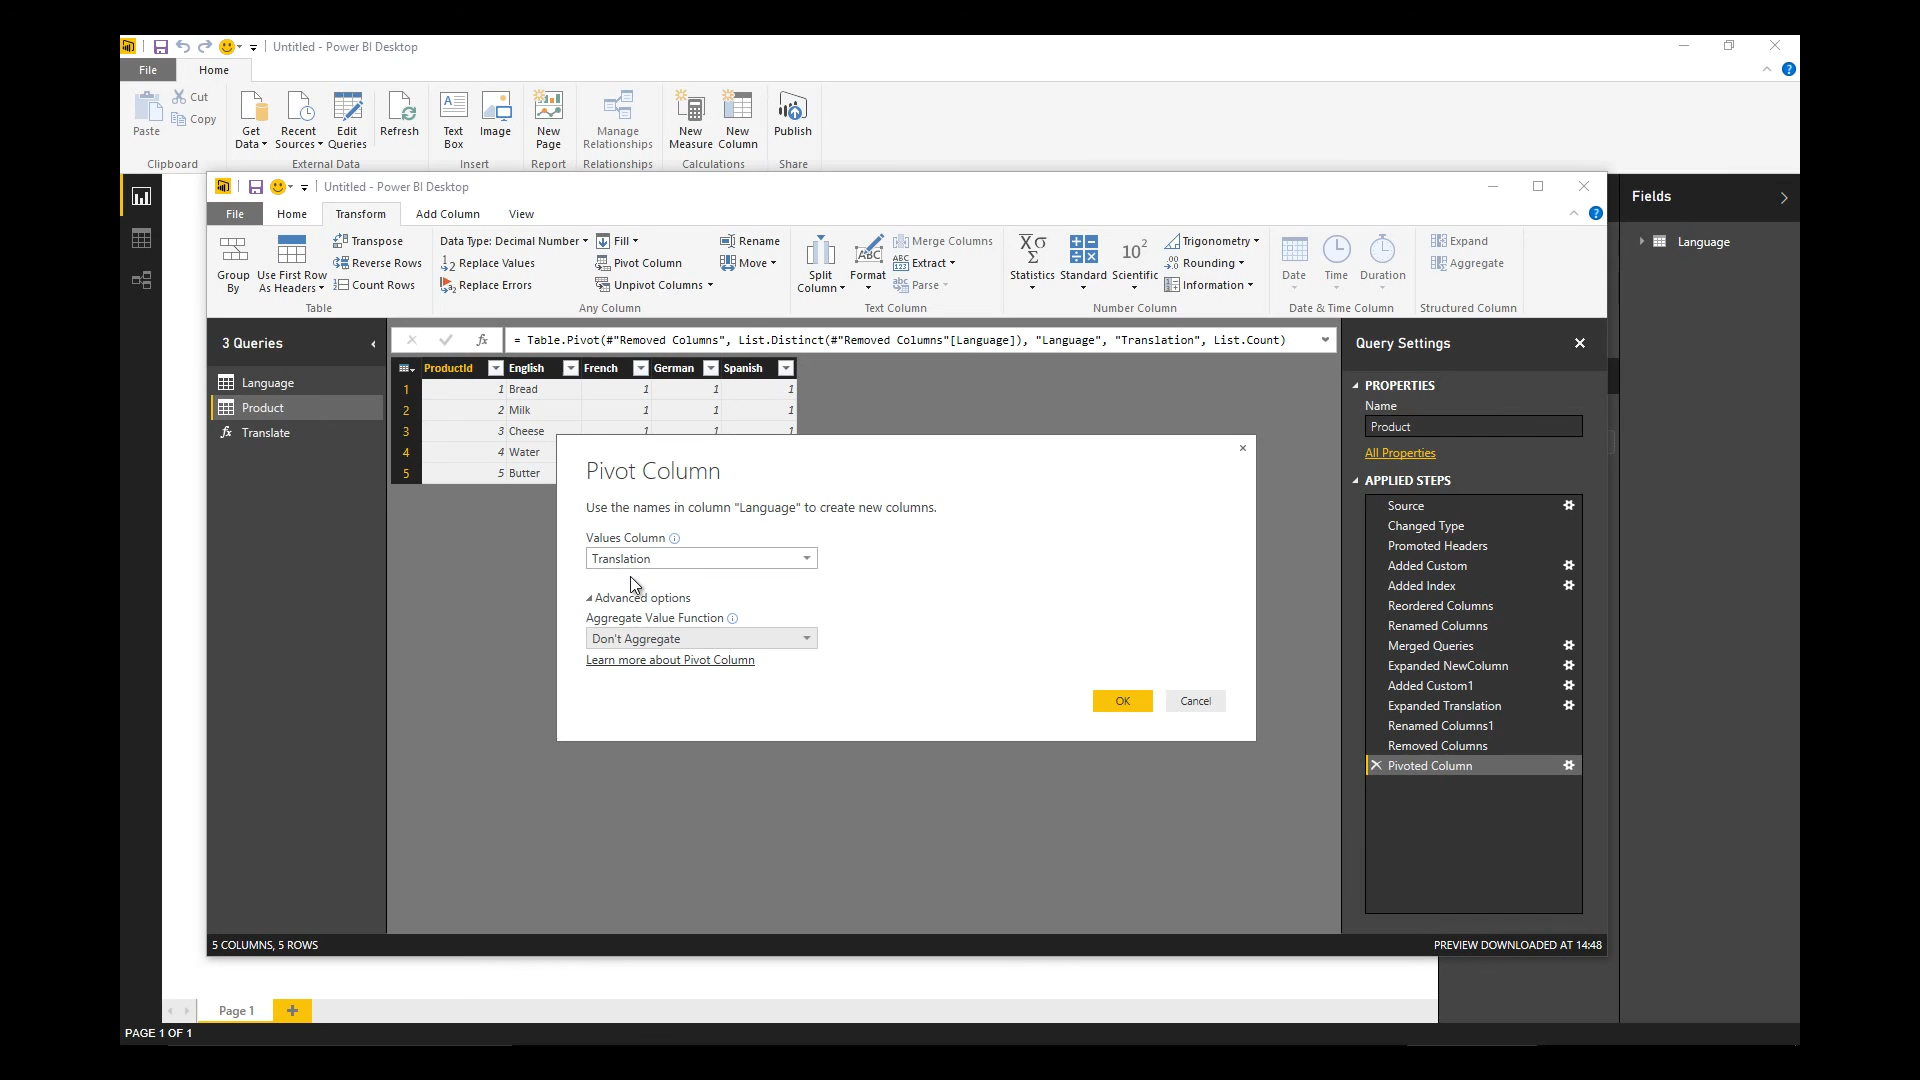 Untitled - Power BI Desktop
File
Home
Paste
Cut
Copy
Clipboard
Get Data
Recent Sources
Edit Queries
Refresh
External Data
Text Box
Image
Insert
New Page
Report
Manage Relationships
Relationships
New Measure
New Column
Calculations
Publish
Share
Untitled - Power BI Desktop
File
Home
Transform
Add Column
View
Group By
Use First Row As Headers
Transpose
Reverse Rows
Count Rows
Table
Data Type: Decimal Number
Replace Values
Replace Errors
Fill
Pivot Column
Unpivot Columns
Rename
Move
Any Column
Split Column
Format
Merge Columns
Extract
Parse
Text Column
Statistics
Standard
Scientific
Trigonometry
Rounding
Information
Number Column
Date
Time
Duration
Date & Time Column
Expand
Aggregate
Structured Column
Fields
Language
3 Queries
Language
Product
Translate
= Table.Pivot(#"Removed Columns", List.Distinct(#"Removed Columns"[Language]), "Language", "Translation", List.Count)
ProductId English French German Spanish
1 1 Bread 1 1 1
2 2 Milk 1 1 1
3 3 Cheese 1 1 1
4 4 Water
5 5 Butter
Pivot Column
Use the names in column "Language" to create new columns.
Values Column
Translation
Advanced options
Aggregate Value Function
Don't Aggregate
Learn more about Pivot Column
OK
Cancel
Query Settings
PROPERTIES
Name
Product
All Properties
APPLIED STEPS
Source
Changed Type
Promoted Headers
Added Custom
Added Index
Reordered Columns
Renamed Columns
Merged Queries
Expanded NewColumn
Added Custom1
Expanded Translation
Renamed Columns1
Removed Columns
Pivoted Column
5 COLUMNS, 5 ROWS
PREVIEW DOWNLOADED AT 14:48
Page 1
PAGE 1 OF 1